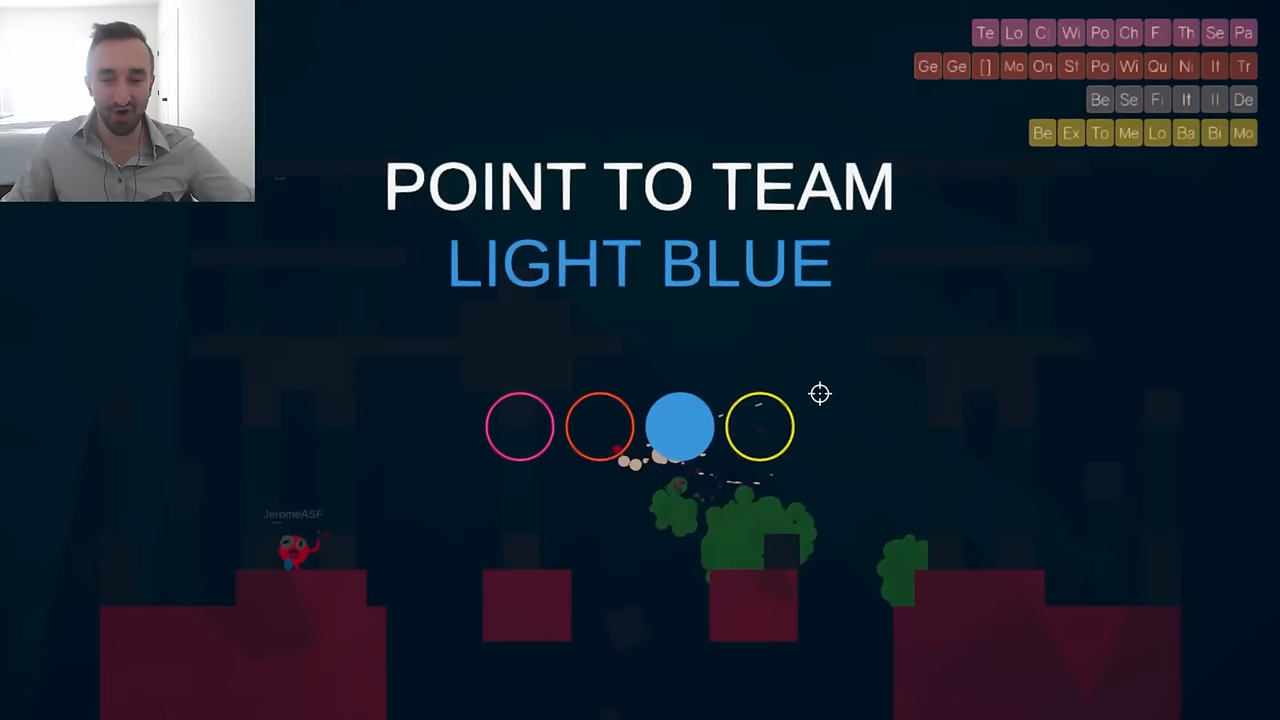 Te Lo C Wi Po Ch F Th Se Pa
Ge Ge [] Mo On St Po Wi Qu Ni It Tr
Be Se Fi It Il De
Be Ex To Me Lo Ba Bi Mo
POINT TO TEAM
LIGHT BLUE
JeromeASF